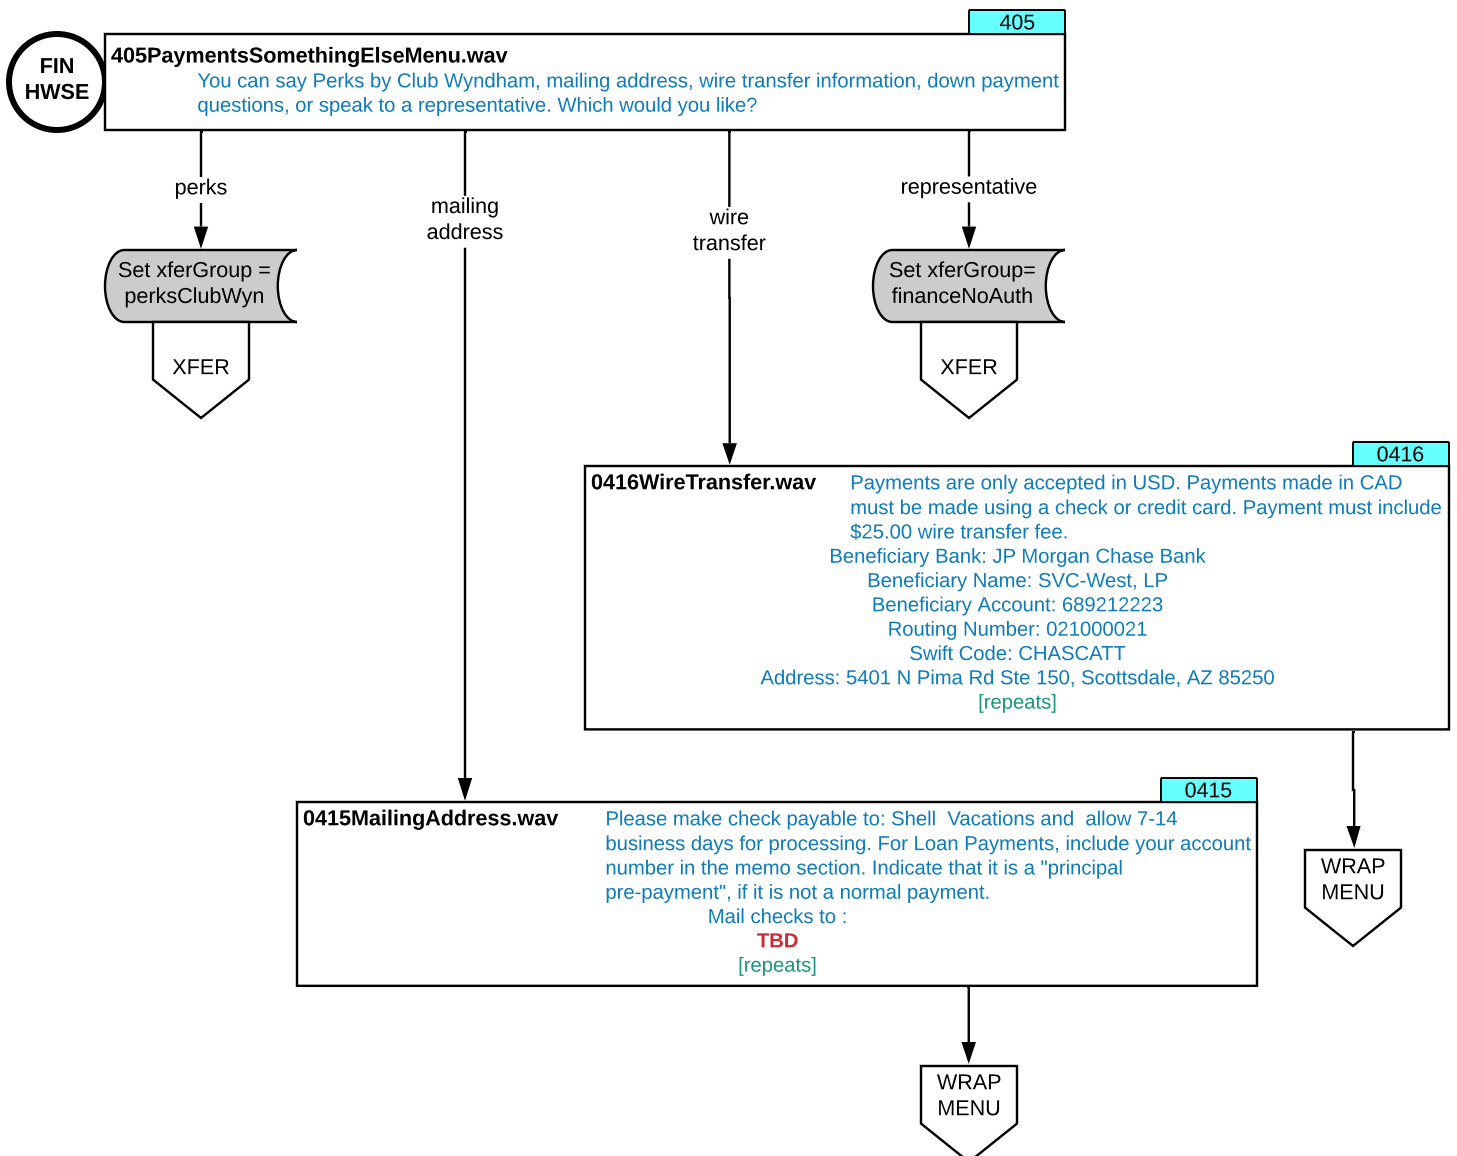 405
FIN
HWSE
405PaymentsSomethingElseMenu.wav
You can say Perks by Club Wyndham, mailing address, wire transfer information, down payment
questions, or speak to a representative. Which would you like?
perks
mailing
address
wire
transfer
representative
Set xferGroup =
perksClubWyn
XFER
Set xferGroup=
financeNoAuth
XFER
0416
0416WireTransfer.wav
Payments are only accepted in USD. Payments made in CAD
must be made using a check or credit card. Payment must include
$25.00 wire transfer fee.
Beneficiary Bank: JP Morgan Chase Bank
Beneficiary Name: SVC-West, LP
Beneficiary Account: 689212223
Routing Number: 021000021
Swift Code: CHASCATT
Address: 5401 N Pima Rd Ste 150, Scottsdale, AZ 85250
[repeats]
0415
0415MailingAddress.wav
Please make check payable to: Shell  Vacations and  allow 7-14
business days for processing. For Loan Payments, include your account
number in the memo section. Indicate that it is a "principal
pre-payment", if it is not a normal payment.
Mail checks to :
TBD
[repeats]
WRAP
MENU
WRAP
MENU